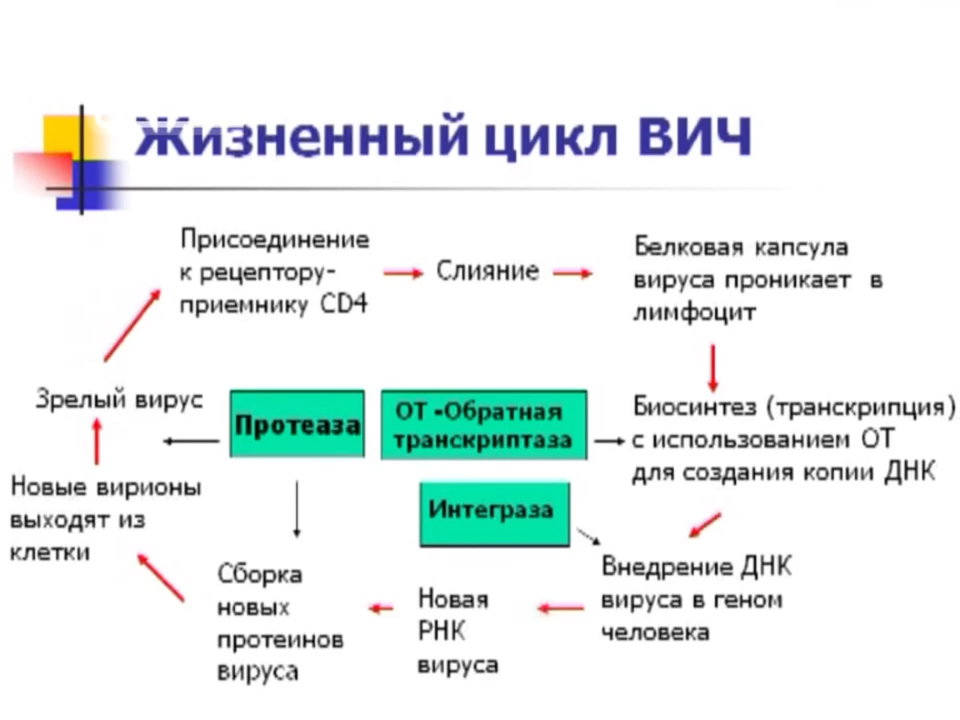 Жизненный цикл ВИЧ
Присоединение
к рецептору-
приемнику CD4
Слияние
Белковая капсула
вируса проникает в
лимфоцит
Зрелый вирус
Протеаза
ОТ -Обратная
транскриптаза
Биосинтез (транскрипция)
с использованием ОТ
для создания копии ДНК
Новые вирионы
выходят из
клетки
Интеграза
Сборка
новых
протеинов
вируса
Новая
РНК
вируса
Внедрение ДНК
вируса в геном
человека